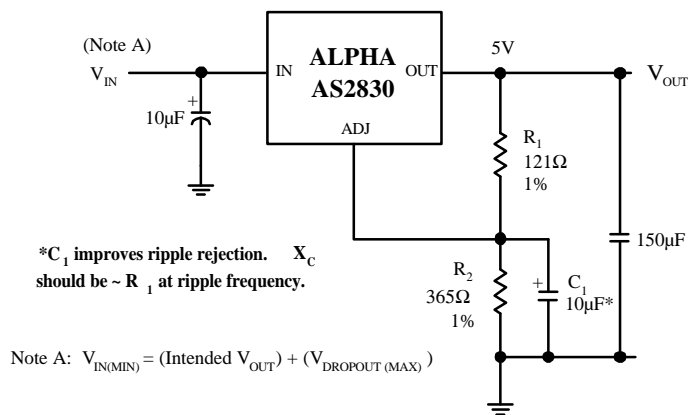 (Note A)
V_IN
10µF
+
ALPHA
AS2830
IN
OUT
ADJ
5V
V_OUT
R_1
121Ω
1%
150µF
*C_1 improves ripple rejection. X_C
should be ~ R_1 at ripple frequency.
R_2
365Ω
1%
+
C_1
10µF*
Note A: V_IN(MIN) = (Intended V_OUT) + (V_DROPOUT (MAX) )